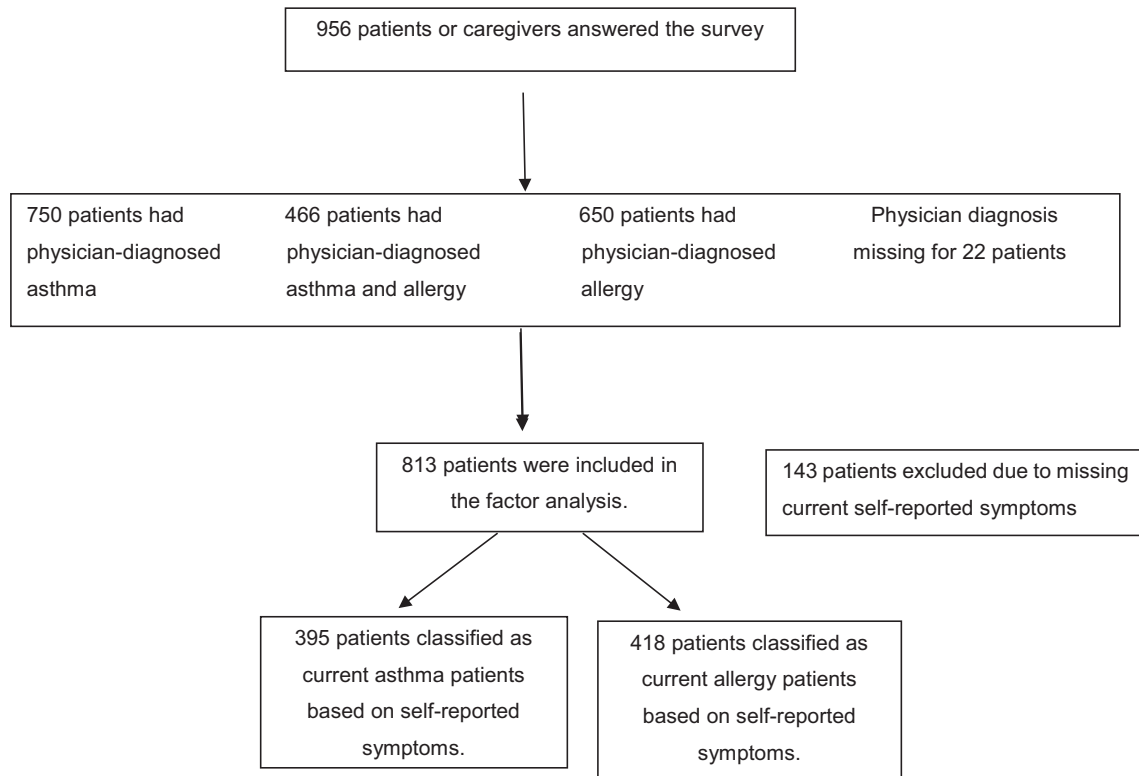 956 patients or caregivers answered the survey
750 patients had
physician-diagnosed
asthma
466 patients had
physician-diagnosed
asthma and allergy
650 patients had
physician-diagnosed
allergy
Physician diagnosis
missing for 22 patients
813 patients were included in
the factor analysis.
143 patients excluded due to missing
current self-reported symptoms
395 patients classified as
current asthma patients
based on self-reported
symptoms.
418 patients classified as
current allergy patients
based on self-reported
symptoms.